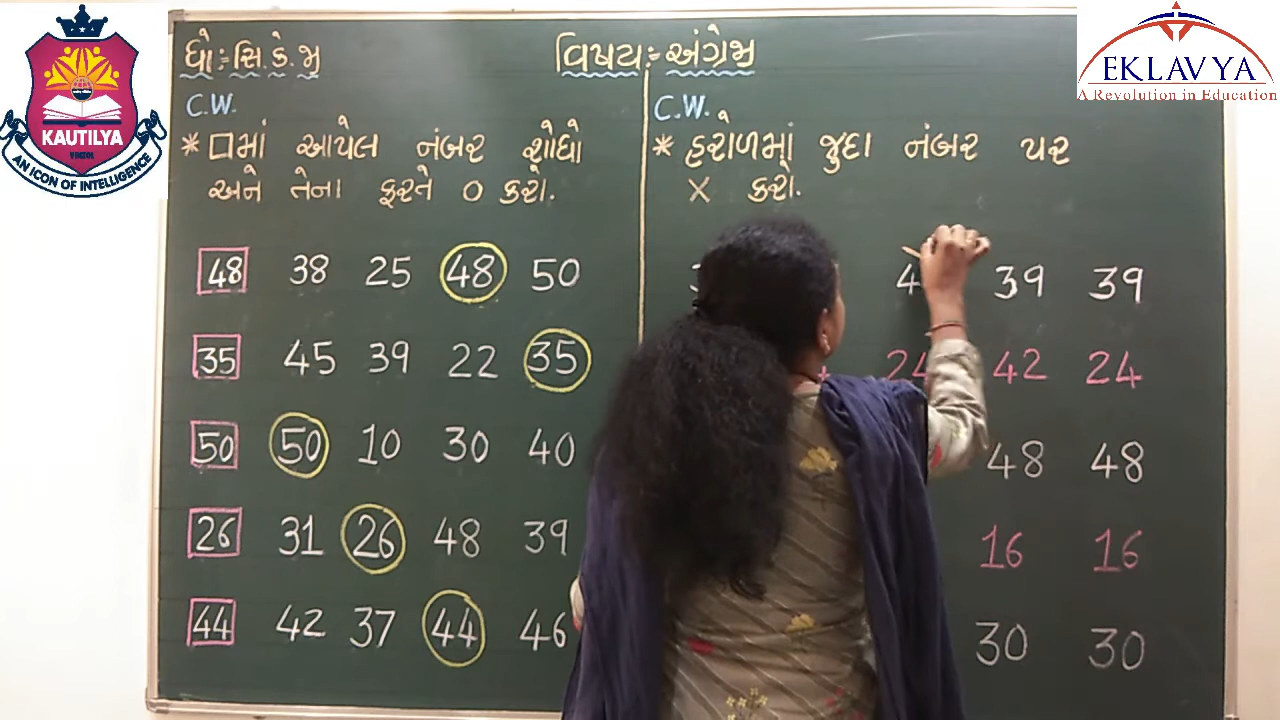 KAUTILYA
AN ICON OF INTELLIGENCE
EKLAVYA
A Revolution in Education
ધોઃ- સિ. કે. જી
વિષયઃ- અંગ્રેજી
C.W.
* □માં આપેલ નંબર શોધો
અને તેના ફરતે ૦ કરો.
48 38 25 48 50
35 45 39 22 35
50 50 10 30 40
26 31 26 48 39
44 42 37 44 46
C.W.
* હરોળમાં જુદા નંબર પર
X કરો.
39 39
24 42 24
48 48
16 16
30 30